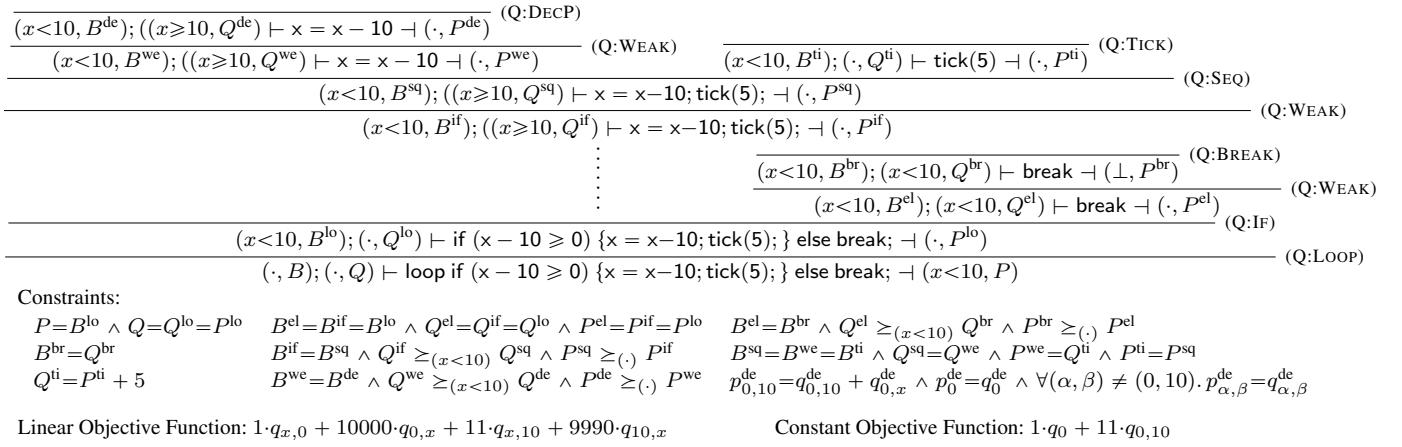 (Q:DECP)
(x<10, B^de); ((x⩾10, Q^de) ⊢ x = x − 10 ⊣ (·, P^de)
(Q:WEAK)
(x<10, B^we); ((x⩾10, Q^we) ⊢ x = x − 10 ⊣ (·, P^we)
(Q:TICK)
(x<10, B^ti); (·, Q^ti) ⊢ tick(5) ⊣ (·, P^ti)
(Q:SEQ)
(x<10, B^sq); ((x⩾10, Q^sq) ⊢ x = x−10; tick(5); ⊣ (·, P^sq)
(Q:WEAK)
(x<10, B^if); ((x⩾10, Q^if) ⊢ x = x−10; tick(5); ⊣ (·, P^if)
(Q:BREAK)
(x<10, B^br); (x<10, Q^br) ⊢ break ⊣ (⊥, P^br)
(Q:WEAK)
(x<10, B^el); (x<10, Q^el) ⊢ break ⊣ (·, P^el)
(Q:IF)
(x<10, B^lo); (·, Q^lo) ⊢ if (x − 10 ⩾ 0) {x = x−10; tick(5); } else break; ⊣ (·, P^lo)
(Q:LOOP)
(·, B); (·, Q) ⊢ loop if (x − 10 ⩾ 0) {x = x−10; tick(5); } else break; ⊣ (x<10, P)
Constraints:
P=B^lo ∧ Q=Q^lo=P^lo B^el=B^if=B^lo ∧ Q^el=Q^if=Q^lo ∧ P^el=P^if=P^lo B^el=B^br ∧ Q^el ⪰_(x<10) Q^br ∧ P^br ⪰_(·) P^el
B^br=Q^br B^if=B^sq ∧ Q^if ⪰_(x<10) Q^sq ∧ P^sq ⪰_(·) P^if B^sq=B^we=B^ti ∧ Q^sq=Q^we ∧ P^we=Q^ti ∧ P^ti=P^sq
Q^ti=P^ti + 5 B^we=B^de ∧ Q^we ⪰_(x<10) Q^de ∧ P^de ⪰_(·) P^we p^de_0,10=q^de_0,10 + q^de_0,x ∧ p^de_0=q^de_0 ∧ ∀(α, β) ≠ (0, 10). p^de_α,β=q^de_α,β
Linear Objective Function: 1·q_x,0 + 10000·q_0,x + 11·q_x,10 + 9990·q_10,x Constant Objective Function: 1·q_0 + 11·q_0,10